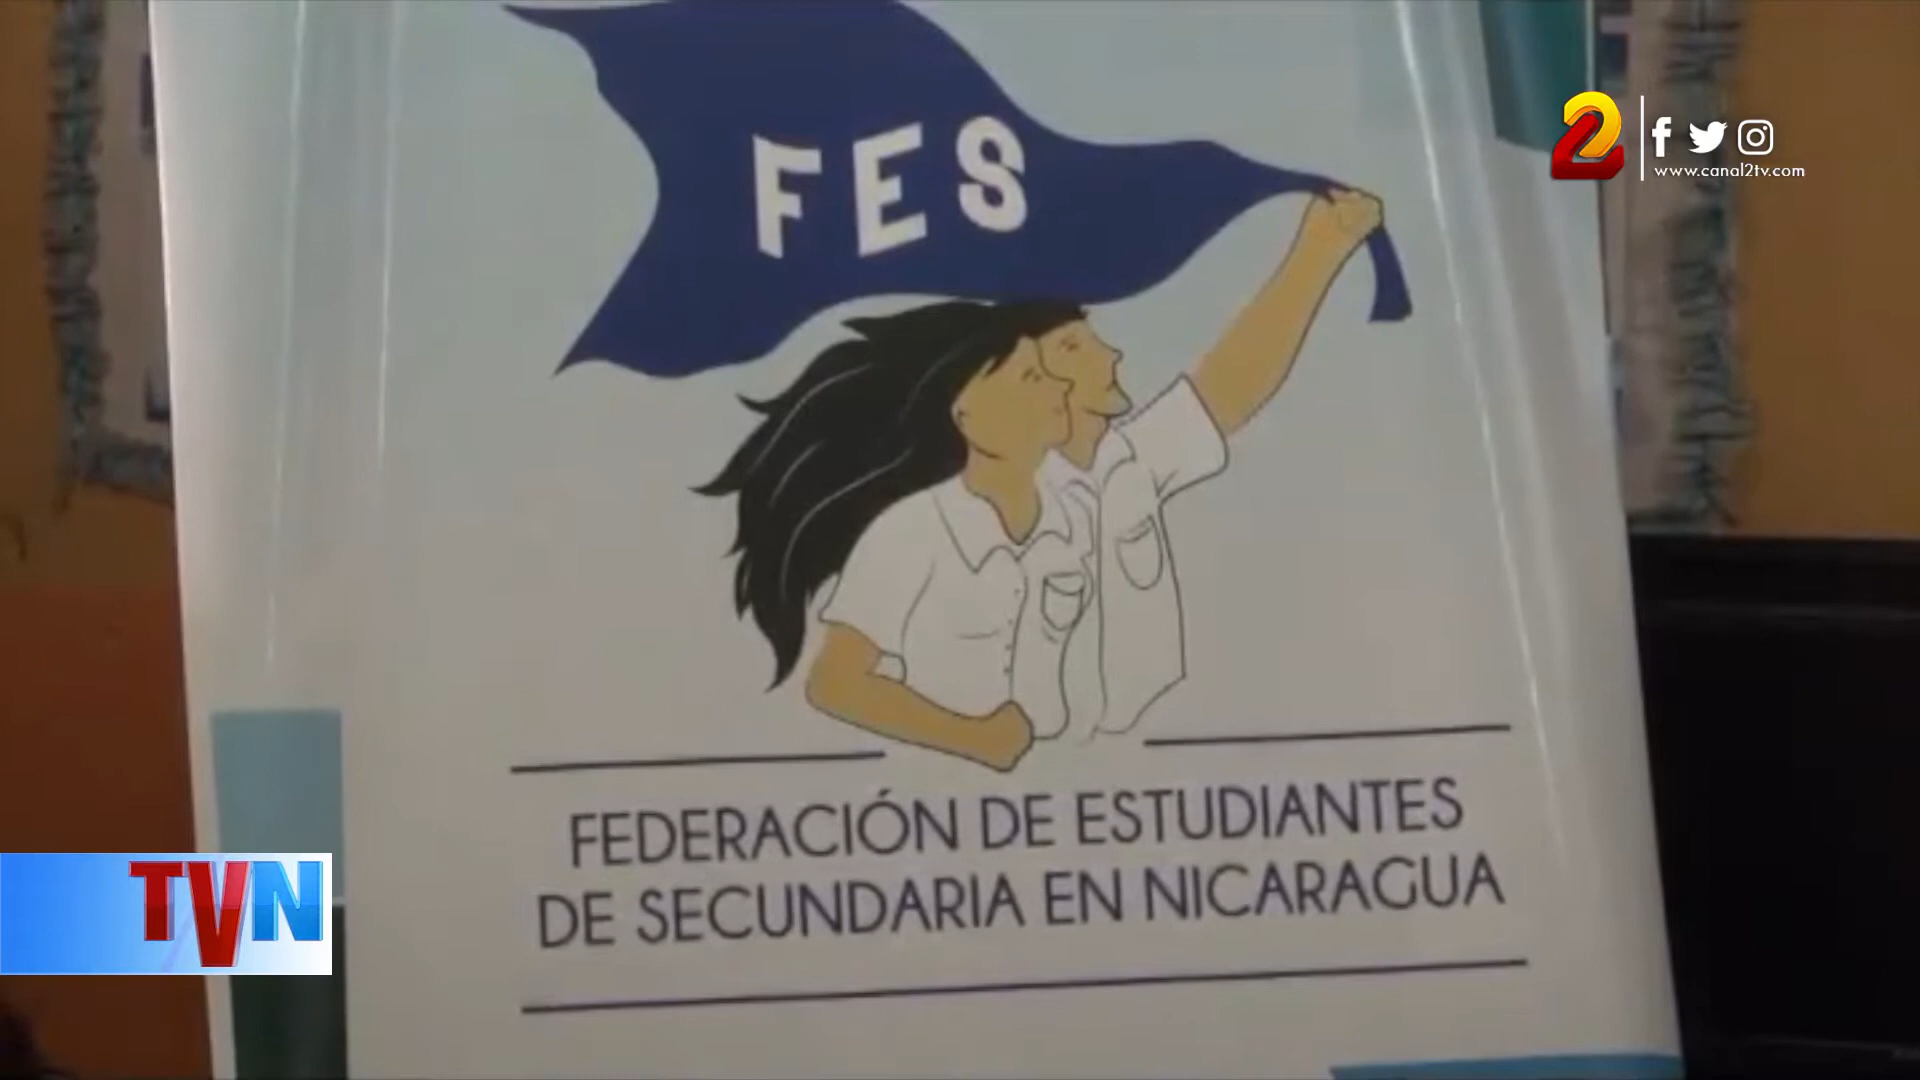 FES
2
www.canal2tv.com
FEDERACIÓN DE ESTUDIANTES
DE SECUNDARIA EN NICARAGUA
TVN